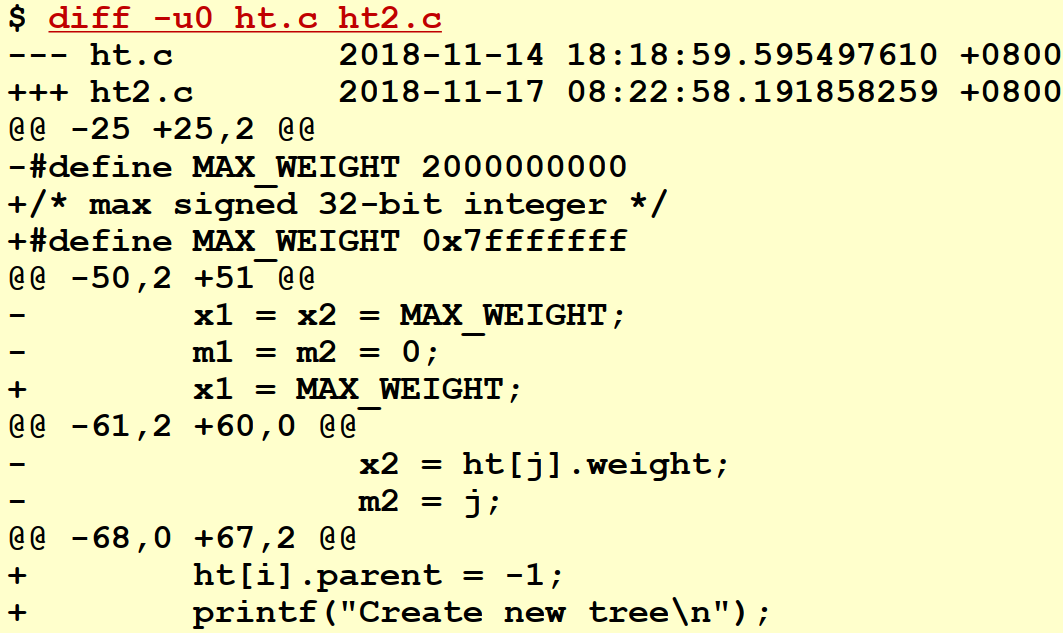 $ diff -u0 ht.c ht2.c
--- ht.c        2018-11-14 18:18:59.595497610 +0800
+++ ht2.c       2018-11-17 08:22:58.191858259 +0800
@@ -25 +25,2 @@
-#define MAX_WEIGHT 2000000000
+/* max signed 32-bit integer */
+#define MAX_WEIGHT 0x7fffffff
@@ -50,2 +51 @@
-        x1 = x2 = MAX_WEIGHT;
-        m1 = m2 = 0;
+        x1 = MAX_WEIGHT;
@@ -61,2 +60,0 @@
-                x2 = ht[j].weight;
-                m2 = j;
@@ -68,0 +67,2 @@
+        ht[i].parent = -1;
+        printf("Create new tree\n");